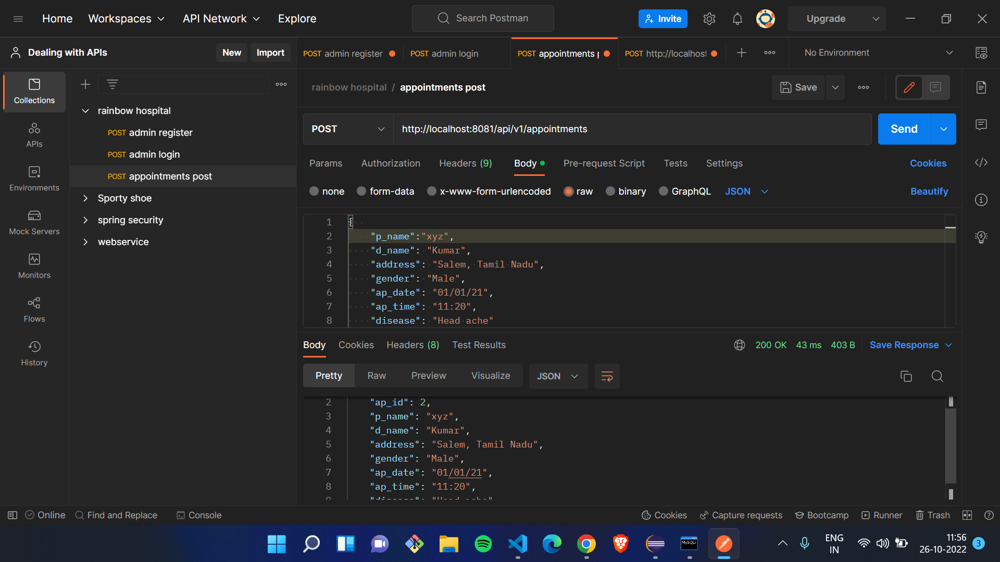 Home Workspaces API Network Explore Search Postman Invite Upgrade
Dealing with APIs New Import
POST admin register POST admin login POST appointments p POST http://localhost No Environment
Collections
APIs
Environments
Mock Servers
Monitors
Flows
History
rainbow hospital
POST admin register
POST admin login
POST appointments post
Sporty shoe
spring security
webservice
rainbow hospital / appointments post Save
POST http://localhost:8081/api/v1/appointments Send
Params Authorization Headers (9) Body Pre-request Script Tests Settings Cookies
none form-data x-www-form-urlencoded raw binary GraphQL JSON Beautify
1 {
2 "p_name":"xyz",
3 "d_name": "Kumar",
4 "address": "Salem, Tamil Nadu",
5 "gender": "Male",
6 "ap_date": "01/01/21",
7 "ap_time": "11:20",
8 "disease": "Head ache"
Body Cookies Headers (8) Test Results 200 OK 43 ms 403 B Save Response
Pretty Raw Preview Visualize JSON
2 "ap_id": 2,
3 "p_name": "xyz",
4 "d_name": "Kumar",
5 "address": "Salem, Tamil Nadu",
6 "gender": "Male",
7 "ap_date": "01/01/21",
8 "ap_time": "11:20",
9 "disease": "Head ache"
Online Find and Replace Console Cookies Capture requests Bootcamp Runner Trash
MySQL>
ENG
IN
11:56
26-10-2022
3